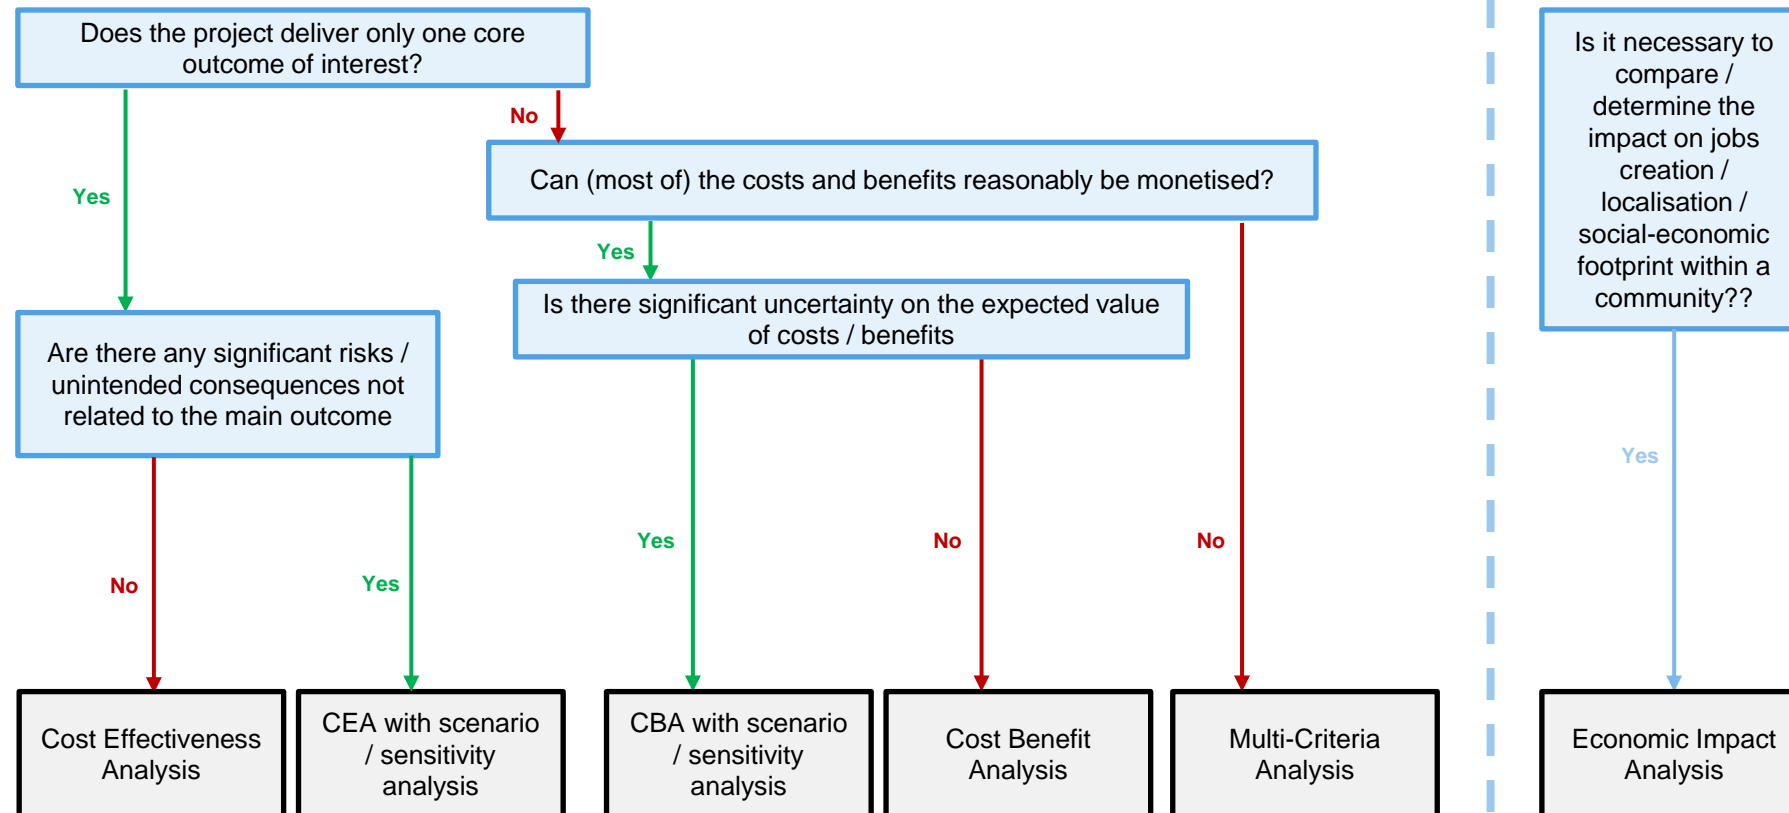 Does the project deliver only one core
outcome of interest?
No
Can (most of) the costs and benefits reasonably be monetised?
Yes
Yes
Is there significant uncertainty on the expected value
of costs / benefits
Are there any significant risks /
unintended consequences not
related to the main outcome
No
Yes
Yes
No
No
Cost Effectiveness
Analysis
CEA with scenario
/ sensitivity
analysis
CBA with scenario
/ sensitivity
analysis
Cost Benefit
Analysis
Multi-Criteria
Analysis
Is it necessary to
compare /
determine the
impact on jobs
creation /
localisation /
social-economic
footprint within a
community??
Yes
Economic Impact
Analysis